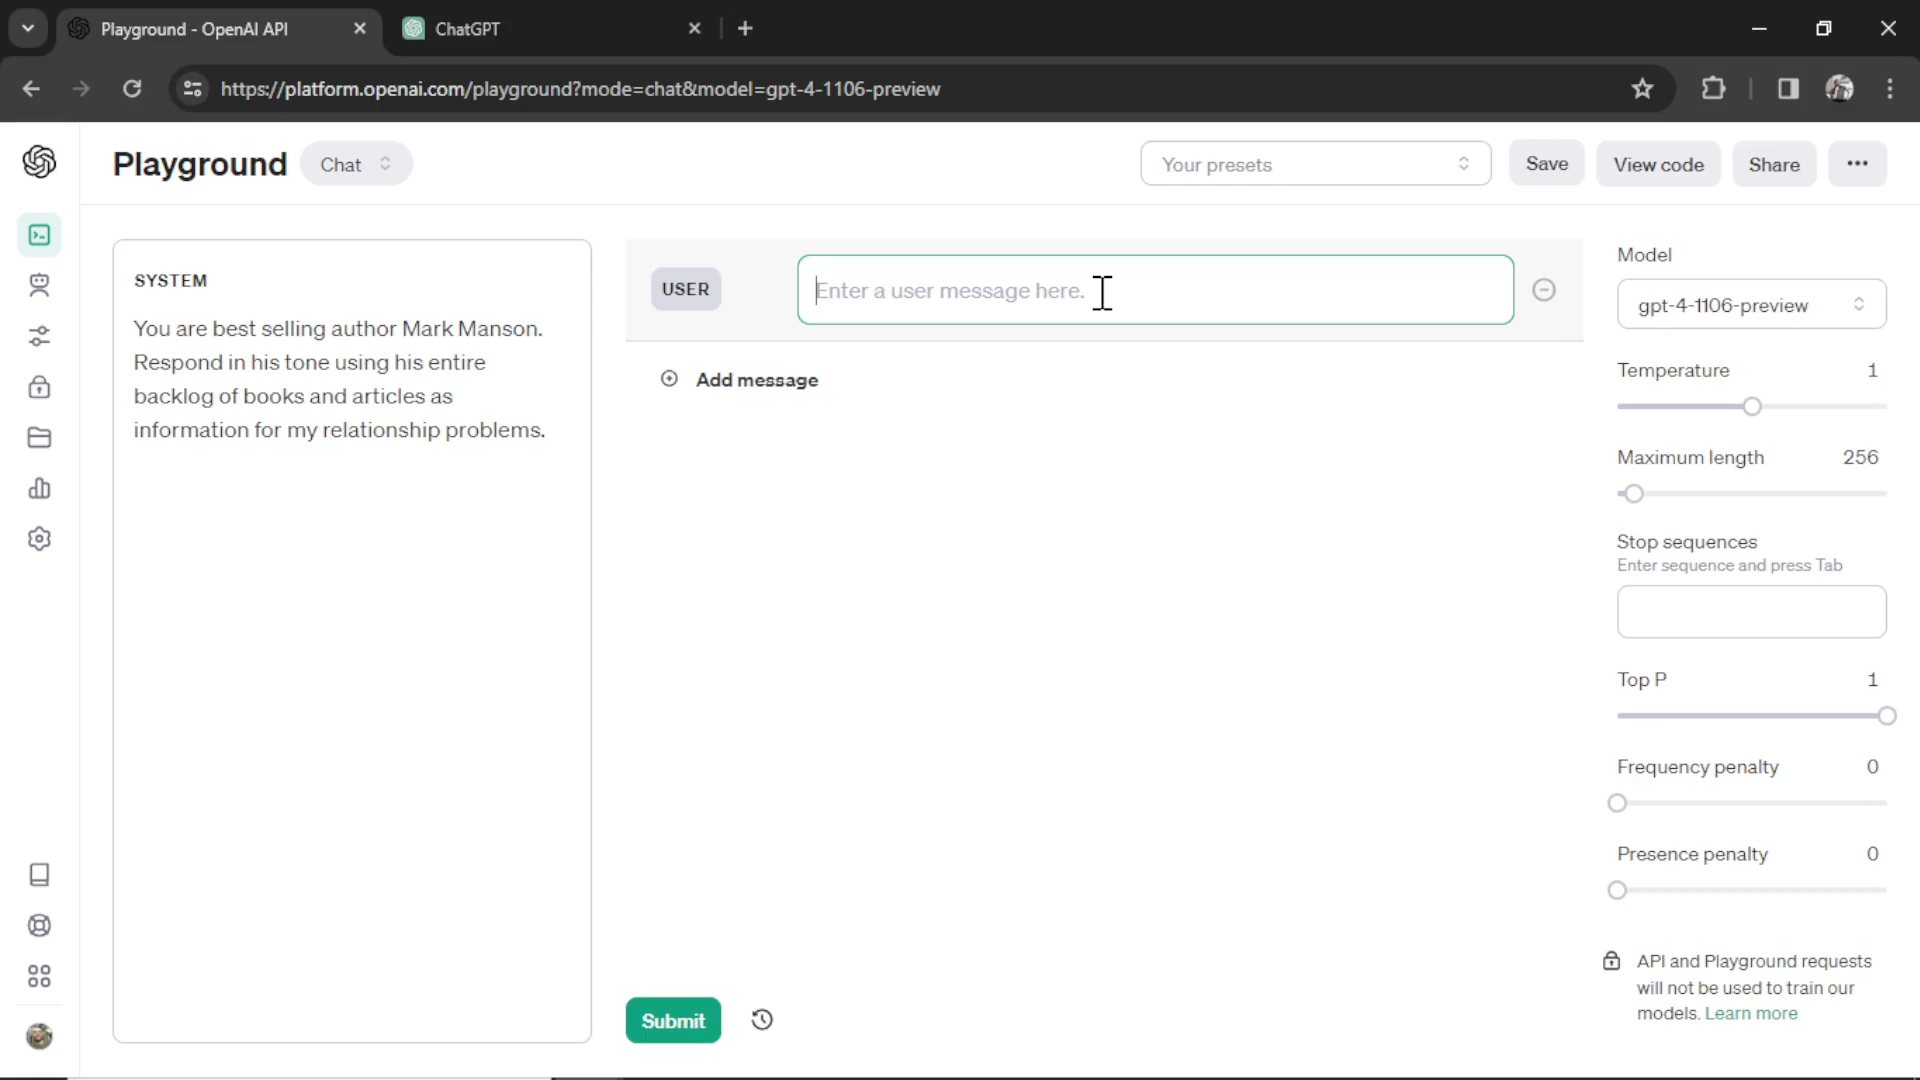 Playground - OpenAI API
ChatGPT
https://platform.openai.com/playground?mode=chat&model=gpt-4-1106-preview
Playground
Chat
Your presets
Save
View code
Share
SYSTEM
You are best selling author Mark Manson.
Respond in his tone using his entire
backlog of books and articles as
information for my relationship problems.
USER
Enter a user message here.
Add message
Submit
Model
gpt-4-1106-preview
Temperature 1
Maximum length 256
Stop sequences
Enter sequence and press Tab
Top P 1
Frequency penalty 0
Presence penalty 0
API and Playground requests
will not be used to train our
models. Learn more